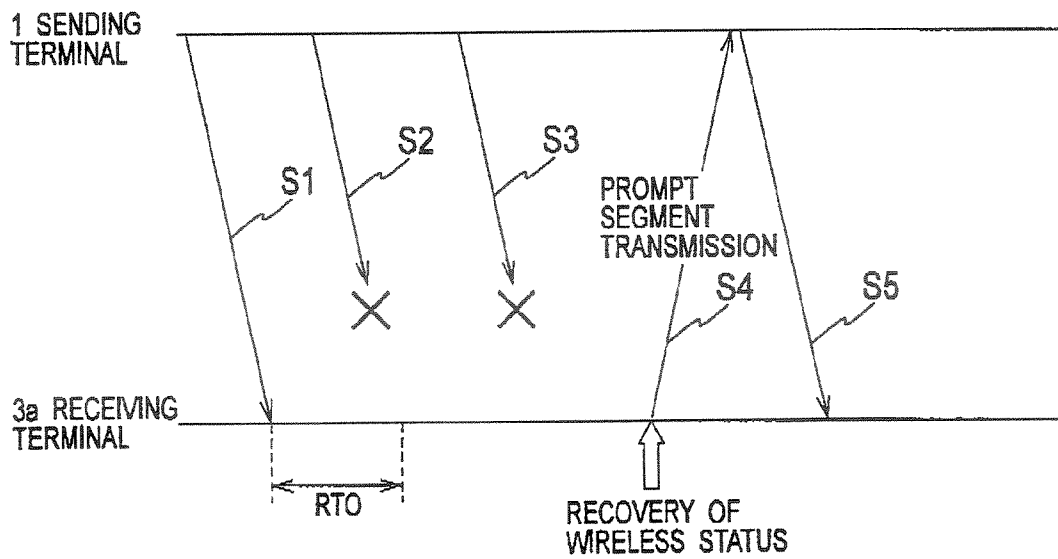 1 SENDING
TERMINAL
S1
S2
S3
PROMPT
SEGMENT
TRANSMISSION
S4
S5
3a RECEIVING
TERMINAL
RTO
RECOVERY OF
WIRELESS STATUS